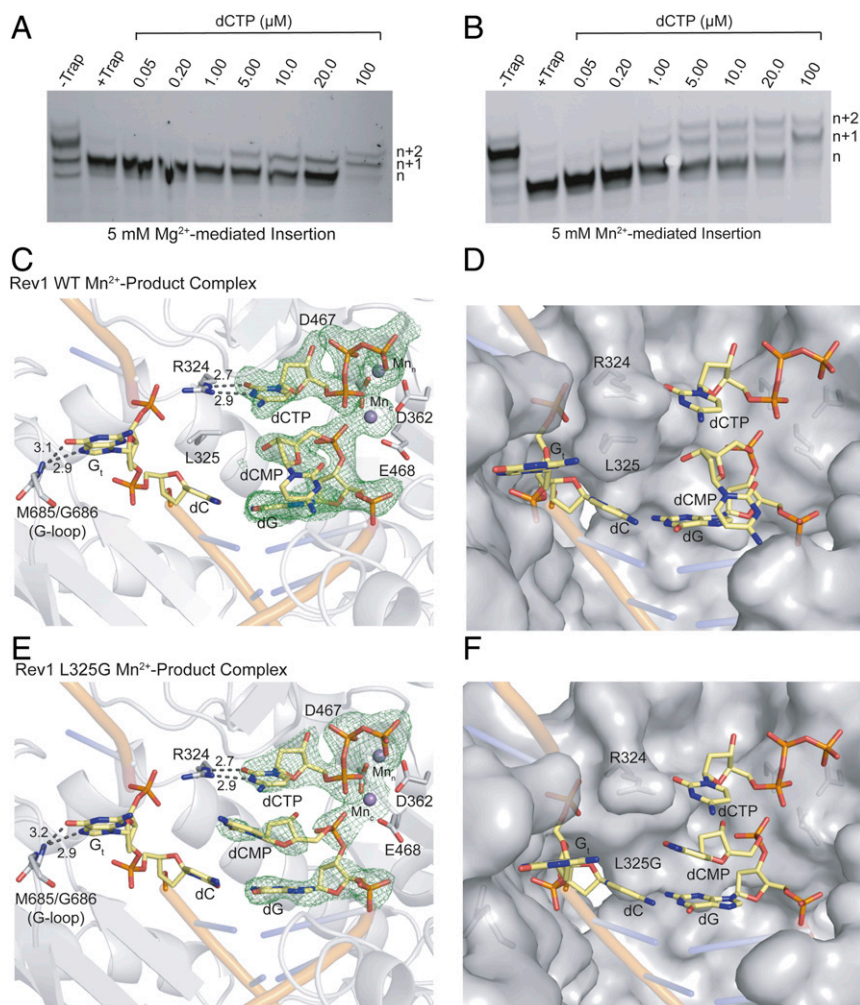 A
dCTP (µM)
-Trap
+Trap
0.05
0.20
1.00
5.00
10.0
20.0
100
n+2
n+1
n
5 mM Mg²⁺-mediated Insertion
B
dCTP (µM)
-Trap
+Trap
0.05
0.20
1.00
5.00
10.0
20.0
100
n+2
n+1
n
5 mM Mn²⁺-mediated Insertion
C
Rev1 WT Mn²⁺-Product Complex
D467
R324
2.7
2.9
Mnₙ
dCTP
Mn꜀
D362
3.1
2.9
Gₜ
L325
dCMP
E468
dC
dG
M685/G686
(G-loop)
D
R324
dCTP
Gₜ
L325
dCMP
dC
dG
E
Rev1 L325G Mn²⁺-Product Complex
D467
R324
2.7
2.9
Mnₙ
dCTP
D362
Mn꜀
3.2
2.9
Gₜ
dCMP
E468
dC
dG
M685/G686
(G-loop)
F
R324
dCTP
Gₜ
L325G
dCMP
dC
dG